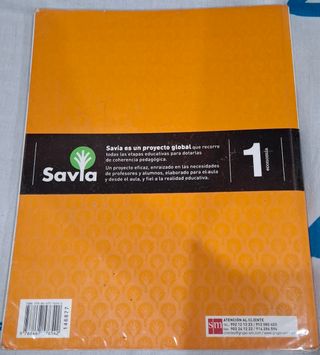 Savia
Savia es un proyecto global que recorre
todas las etapas educativas para dotarlas
de coherencia pedagógica.
Un proyecto eficaz, enraizado en las necesidades
de profesores y alumnos, elaborado para el aula
y desde el aula, y fiel a la realidad educativa.
1
economía
sm
ATENCIÓN AL CLIENTE
146827